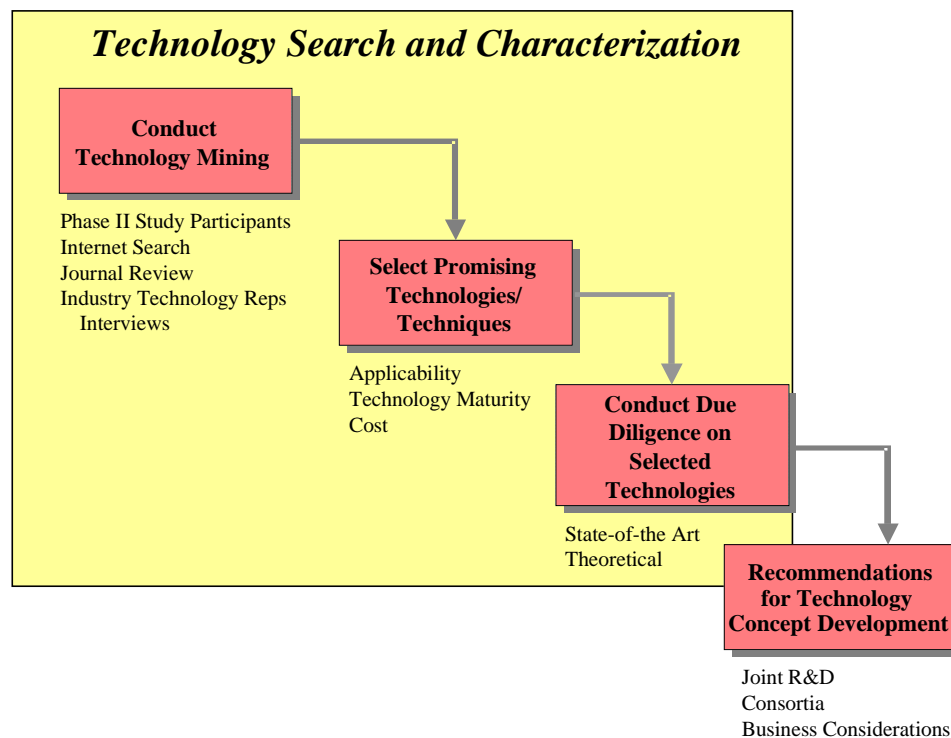 Technology Search and Characterization
Conduct
Technology Mining
Phase II Study Participants
Internet Search
Journal Review
Industry Technology Reps
Interviews
Select Promising
Technologies/
Techniques
Applicability
Technology Maturity
Cost
Conduct Due
Diligence on
Selected
Technologies
State-of-the Art
Theoretical
Recommendations
for Technology
Concept Development
Joint R&D
Consortia
Business Considerations